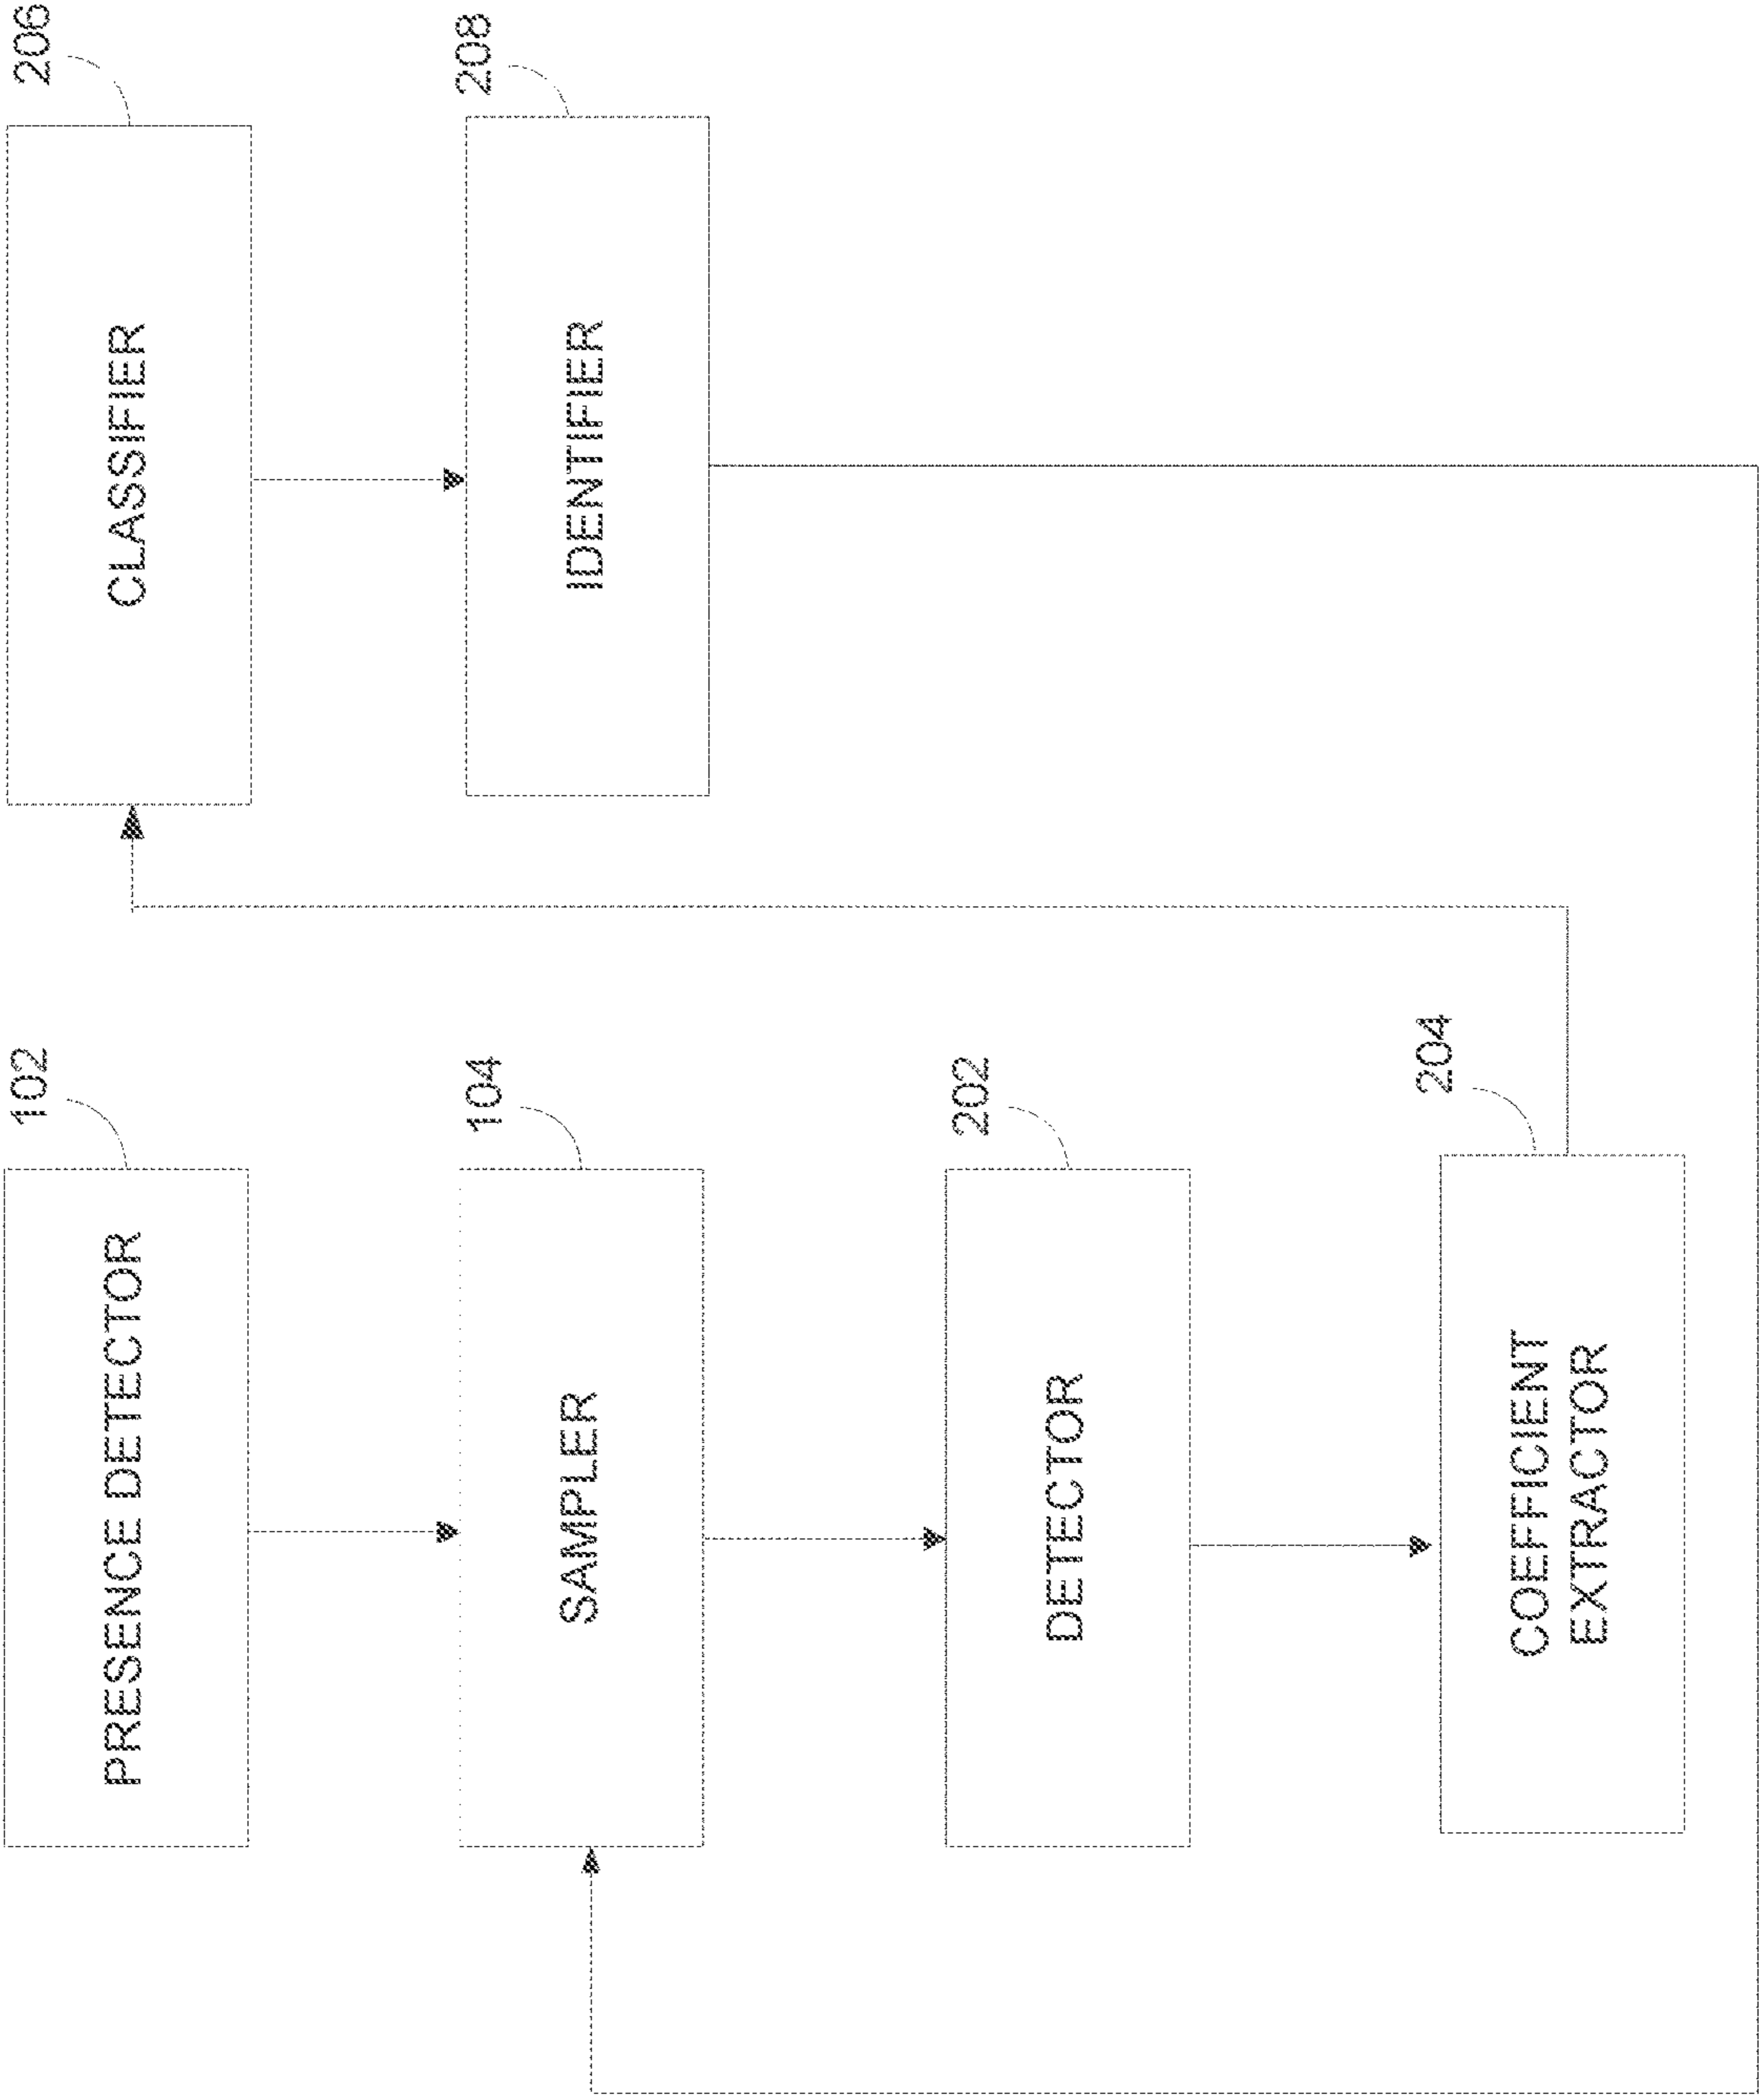 102
PRESENCE DETECTOR
104
SAMPLER
202
DETECTOR
204
COEFFICIENT
EXTRACTOR
206
CLASSIFIER
208
IDENTIFIER